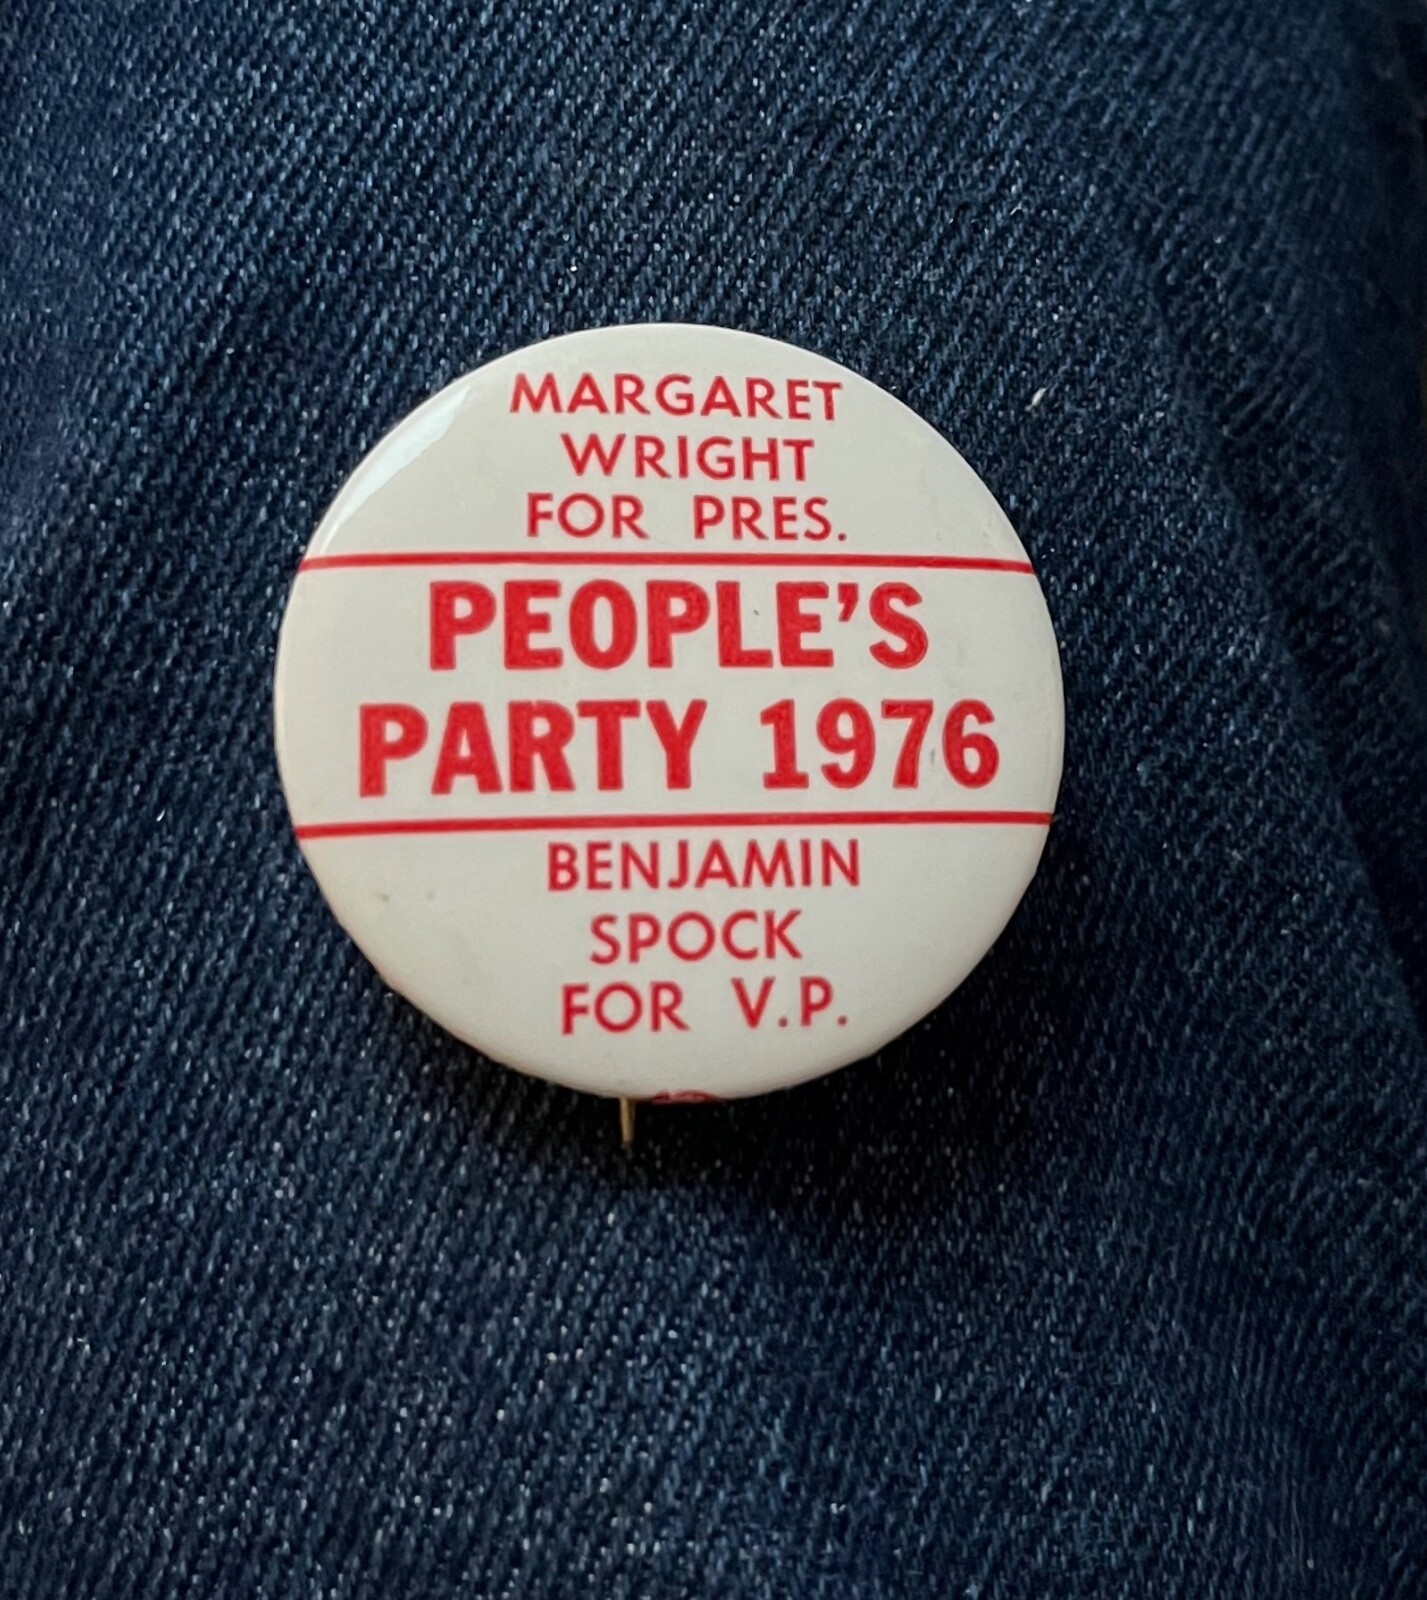 MARGARET
WRIGHT
FOR PRES.
PEOPLE'S
PARTY 1976
BENJAMIN
SPOCK
FOR V.P.